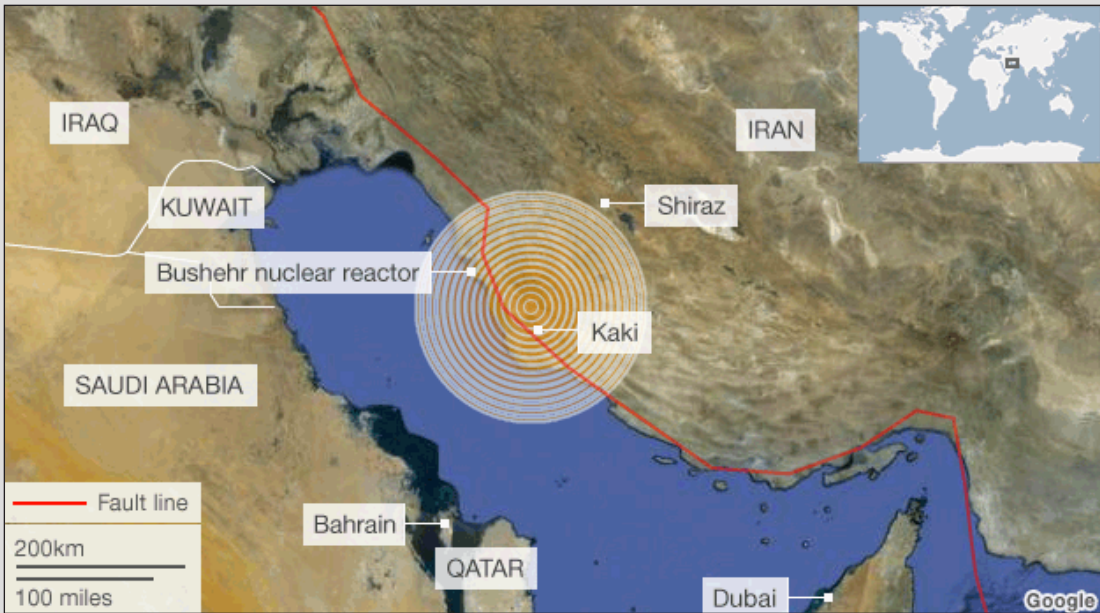 IRAQ
IRAN
KUWAIT
Shiraz
Bushehr nuclear reactor
Kaki
SAUDI ARABIA
Fault line
Bahrain
200km
QATAR
100 miles
Dubai
Google